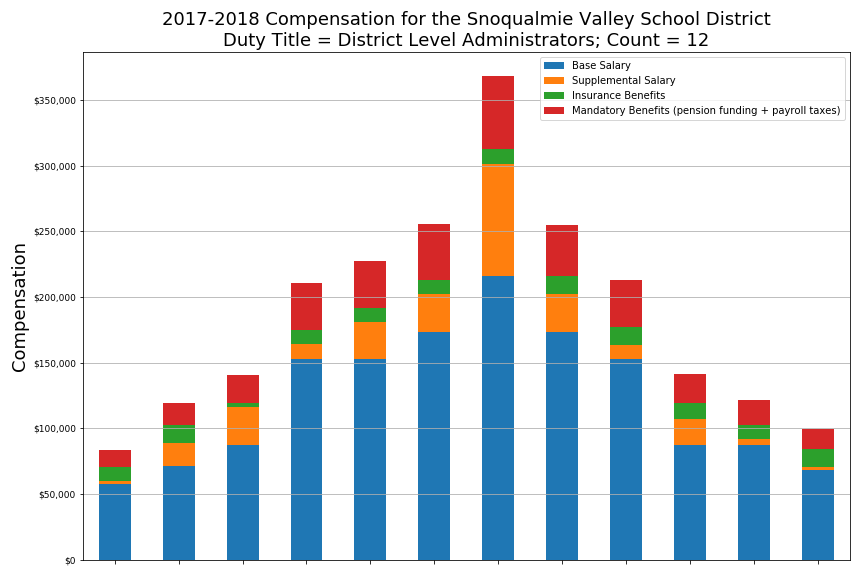 2017-2018 Compensation for the Snoqualmie Valley School District
Duty Title = District Level Administrators; Count = 12
Base Salary
Supplemental Salary
Insurance Benefits
Mandatory Benefits (pension funding + payroll taxes)
Compensation
$350,000
$300,000
$250,000
$200,000
$150,000
$100,000
$50,000
$0